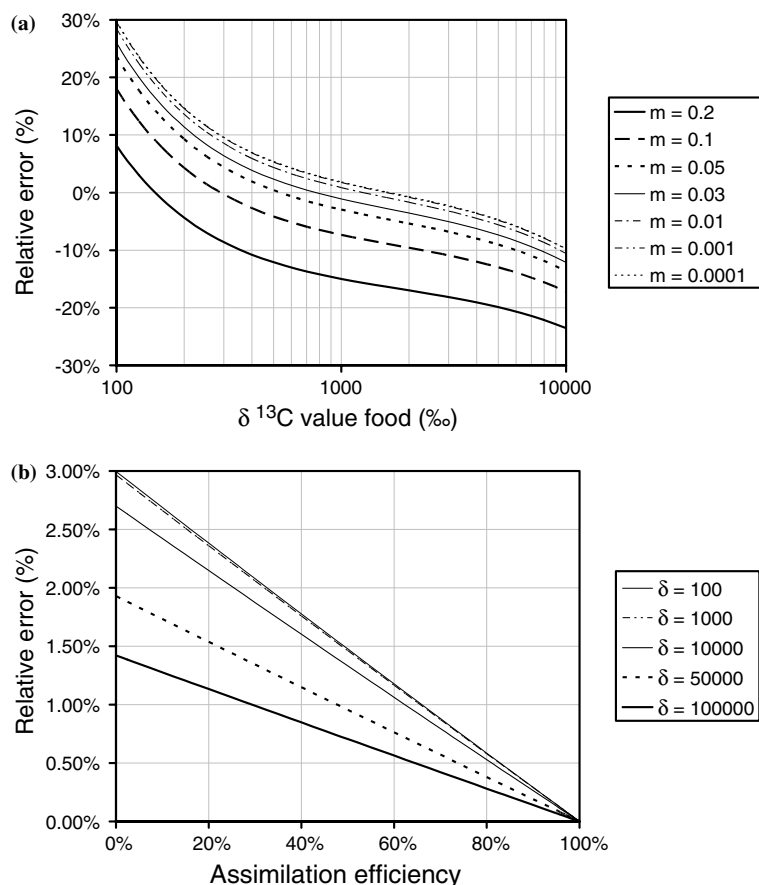 (a)
30%
20%
10%
0%
-10%
-20%
-30%
Relative error (%)
100
1000
10000
δ 13C value food (‰)
m = 0.2
m = 0.1
m = 0.05
m = 0.03
m = 0.01
m = 0.001
m = 0.0001
(b)
3.00%
2.50%
2.00%
1.50%
1.00%
0.50%
0.00%
Relative error (%)
0%
20%
40%
60%
80%
100%
Assimilation efficiency
δ = 100
δ = 1000
δ = 10000
δ = 50000
δ = 100000